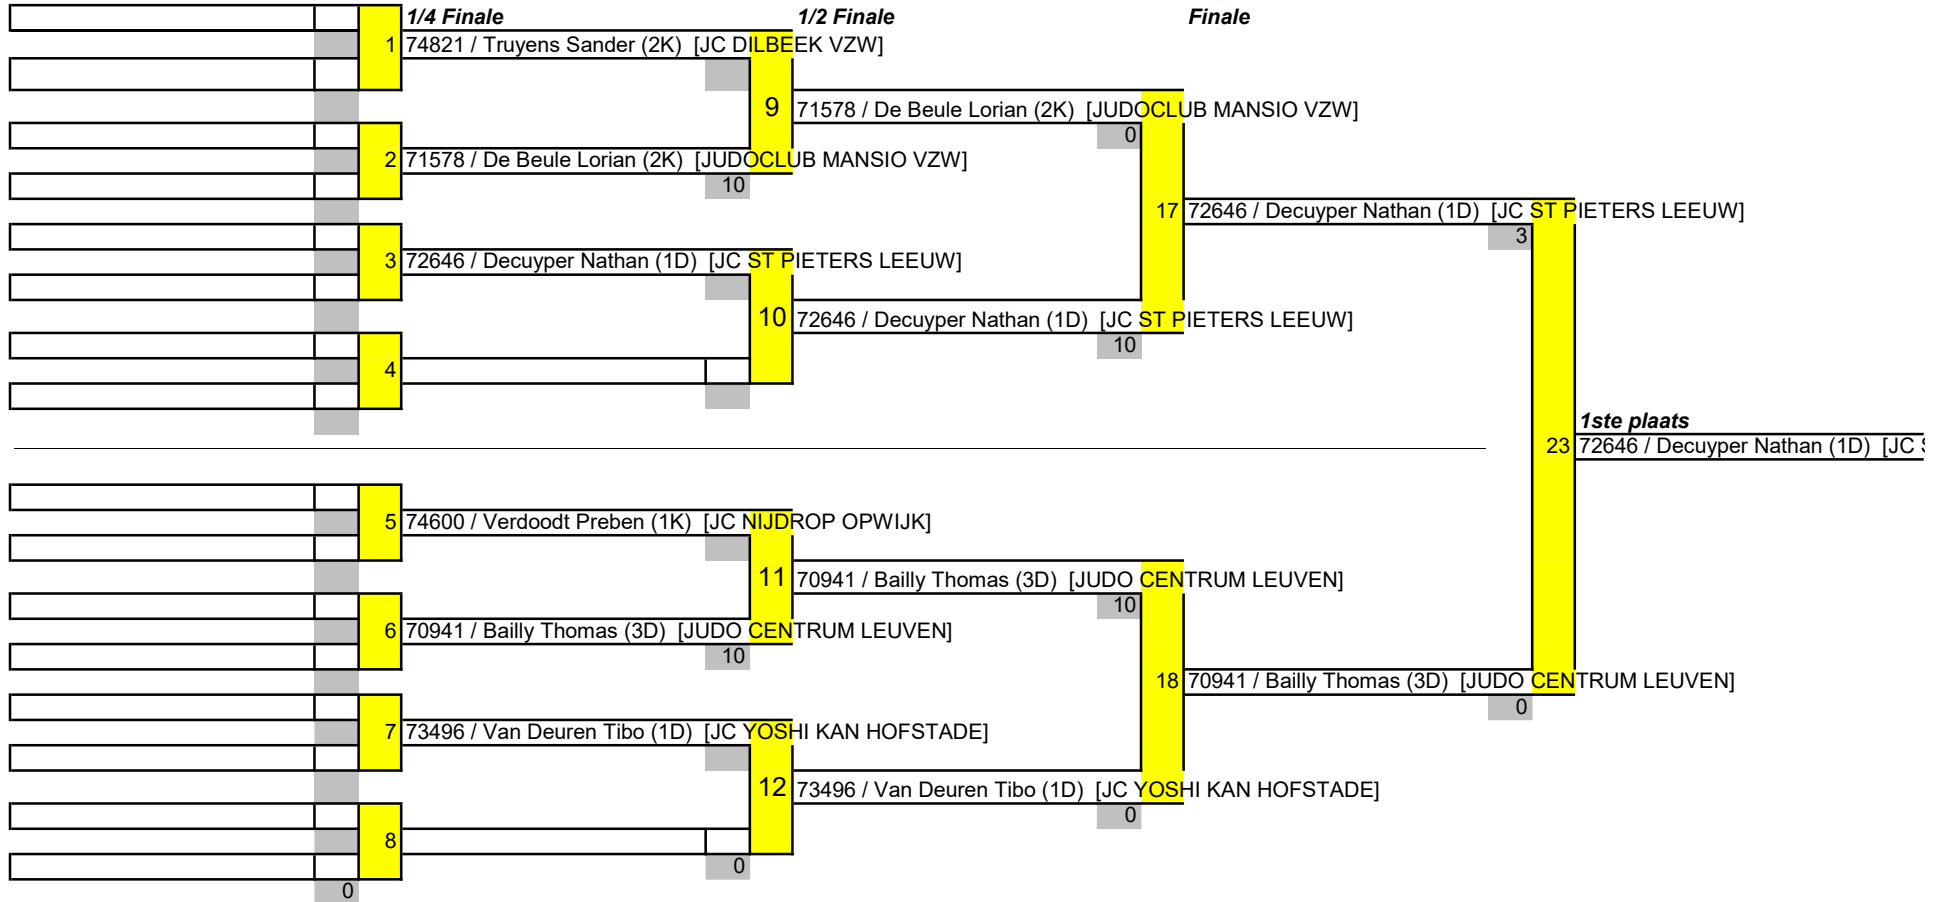 1/4 Finale 1/2 Finale Finale
1 74821 / Truyens Sander (2K) [JC DILBEEK VZW]
9 71578 / De Beule Lorian (2K) [JUDOCLUB MANSIO VZW]
0
2 71578 / De Beule Lorian (2K) [JUDOCLUB MANSIO VZW]
10
17 72646 / Decuyper Nathan (1D) [JC ST PIETERS LEEUW]
3
3 72646 / Decuyper Nathan (1D) [JC ST PIETERS LEEUW]
10 72646 / Decuyper Nathan (1D) [JC ST PIETERS LEEUW]
10
4
1ste plaats
23 72646 / Decuyper Nathan (1D) [JC
5 74600 / Verdoodt Preben (1K) [JC NIJDROP OPWIJK]
11 70941 / Bailly Thomas (3D) [JUDO CENTRUM LEUVEN]
10
6 70941 / Bailly Thomas (3D) [JUDO CENTRUM LEUVEN]
10
18 70941 / Bailly Thomas (3D) [JUDO CENTRUM LEUVEN]
0
7 73496 / Van Deuren Tibo (1D) [JC YOSHI KAN HOFSTADE]
12 73496 / Van Deuren Tibo (1D) [JC YOSHI KAN HOFSTADE]
0
8
0
0